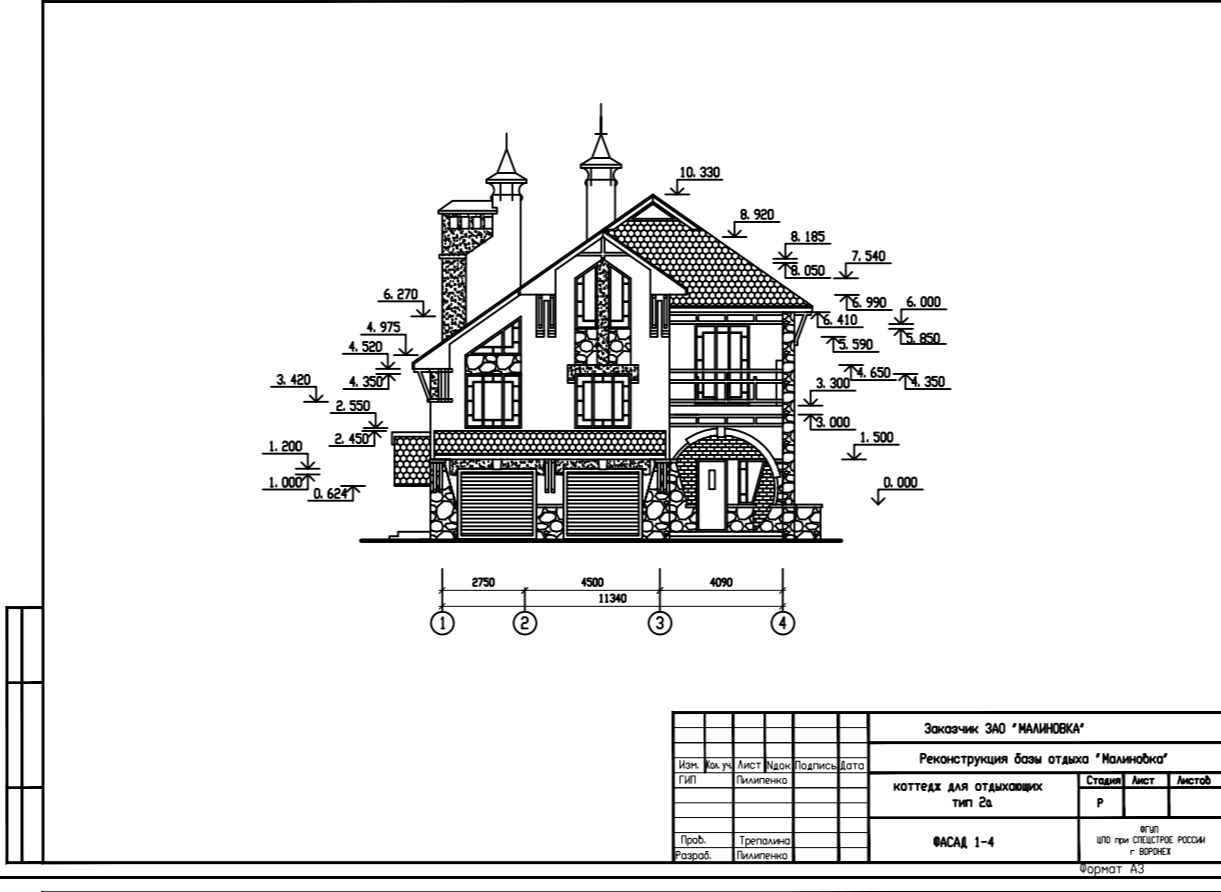 10.330
8.920
8.185
8.050
7.540
6.990
6.000
6.410
5.850
5.590
4.650
4.350
3.300
3.000
1.500
0.000
6.270
4.975
4.520
4.350
3.420
2.550
2.450
1.200
1.000
0.624
2750 4500 4090
11340
1 2 3 4
Заказчик ЗАО "МАЛИНОВКА"
Реконструкция базы отдыха "Малиновка"
Изм. Кол.уч Лист Nдок Подпись Дата
ГИП Пилипенко
коттедж для отдыхающих
тип 2а
Стадия Лист Листов
Р
Пров. Трепалина
Разраб. Пилипенко
ФАСАД 1-4
ФГУП
ЦПО при СПЕЦСТРОЕ РОССИИ
г ВОРОНЕЖ
Формат А3